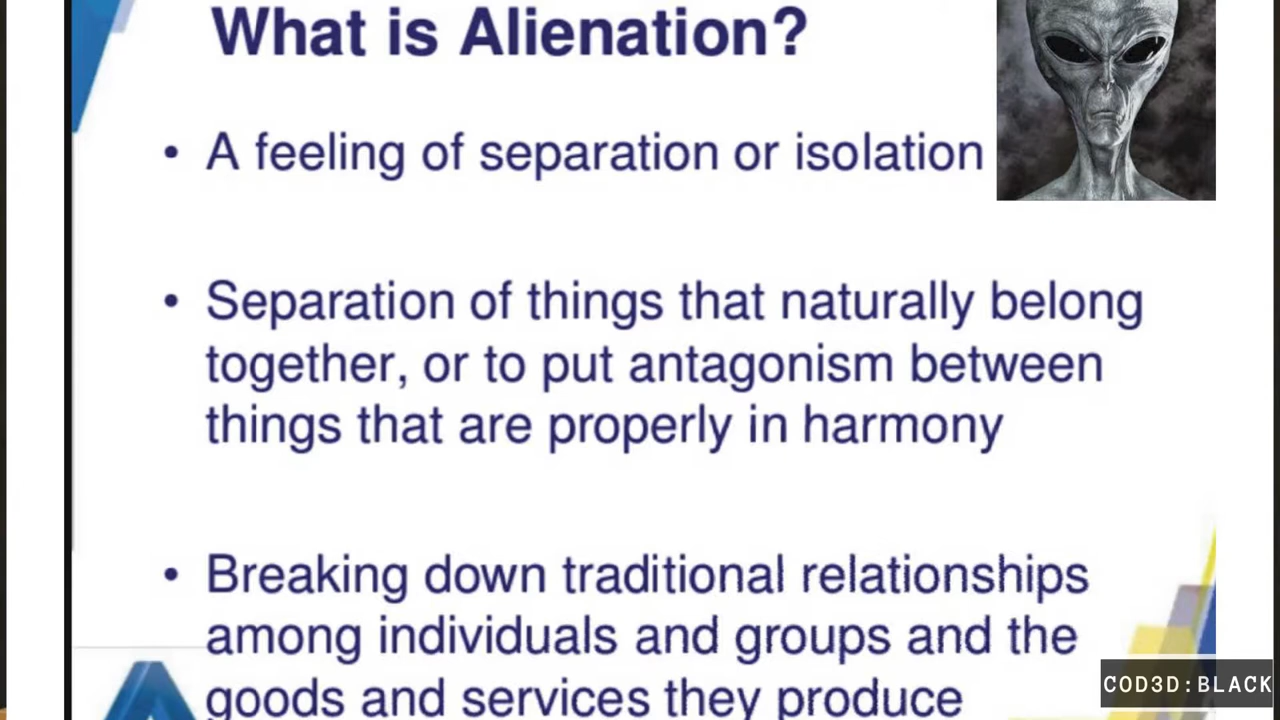 What is Alienation?
• A feeling of separation or isolation
• Separation of things that naturally belong
together, or to put antagonism between
things that are properly in harmony
• Breaking down traditional relationships
among individuals and groups and the
goods and services they produce
COD3D:BLACK